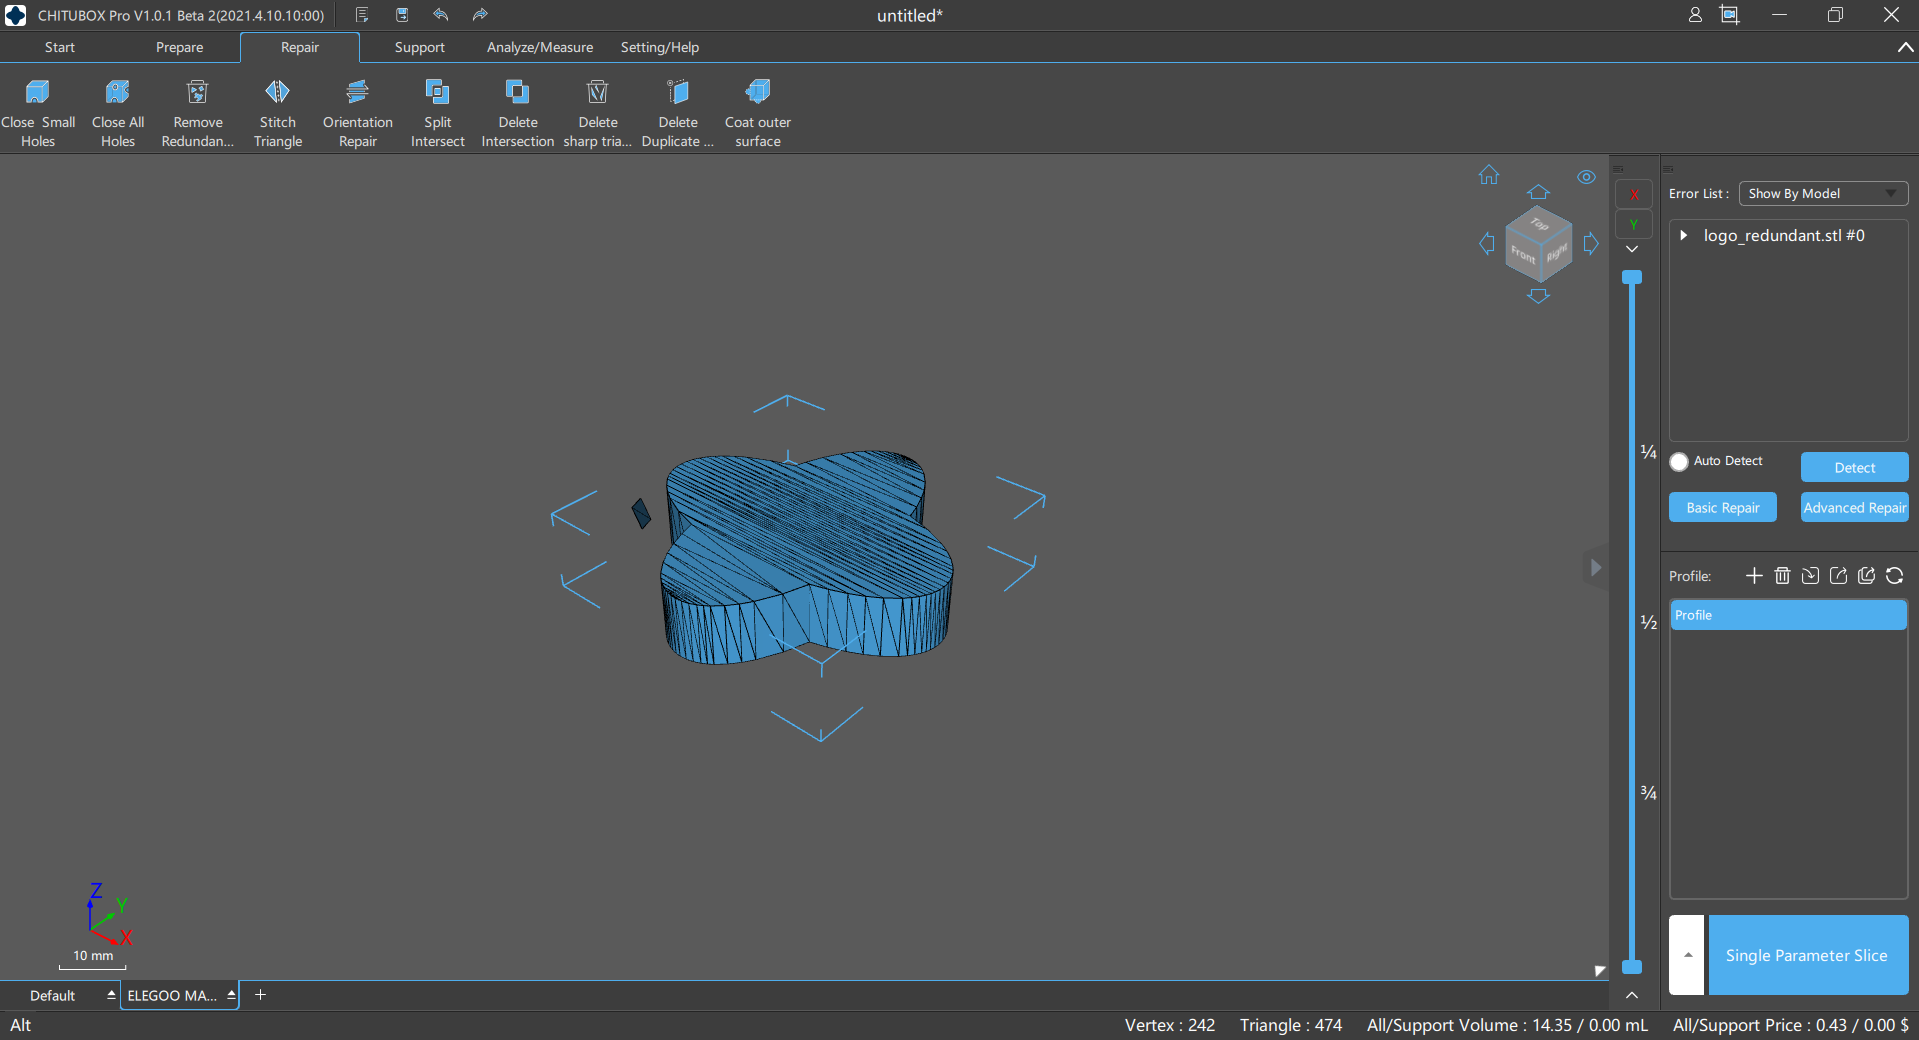 CHITUBOX Pro V1.0.1 Beta 2(2021.4.10.10:00)
untitled*
Start
Prepare
Repair
Support
Analyze/Measure
Setting/Help
Close Small
Holes
Close All
Holes
Remove
Redundan...
Stitch
Triangle
Orientation
Repair
Split
Intersect
Delete
Intersection
Delete
sharp tria...
Delete
Duplicate ...
Coat outer
surface
Top
Front
Right
X
Y
Error List :
Show By Model
logo_redundant.stl #0
¼
½
¾
Auto Detect
Detect
Basic Repair
Advanced Repair
Profile:
Profile
Z
Y
X
10 mm
Single Parameter Slice
Default
ELEGOO MA...
Alt
Vertex : 242
Triangle : 474
All/Support Volume : 14.35 / 0.00 mL
All/Support Price : 0.43 / 0.00 $